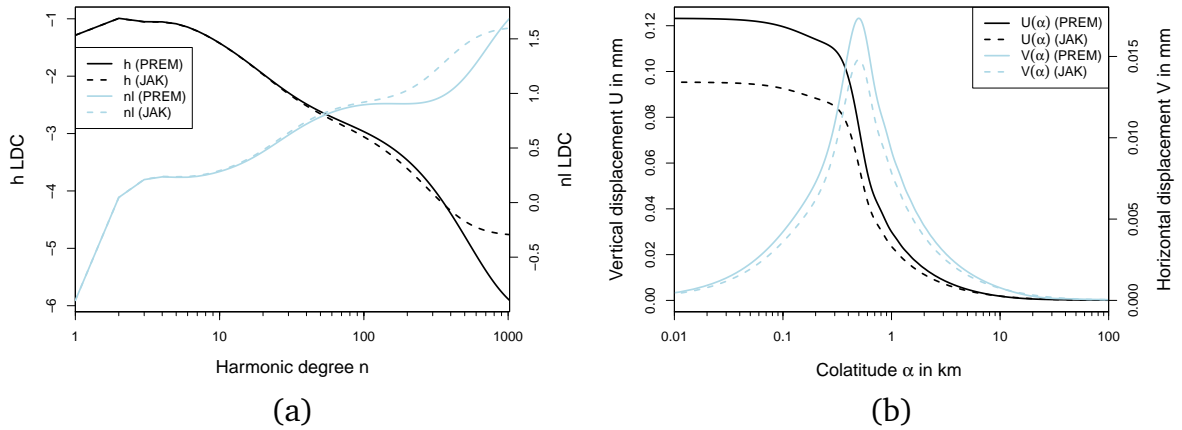 −1
−2
−3
−4
−5
−6
h LDC
h (PREM)
h (JAK)
nl (PREM)
nl (JAK)
1.5
1.0
0.5
0.0
−0.5
nl LDC
1
10
100
1000
Harmonic degree n
(a)
0.12
0.10
0.08
0.06
0.04
0.02
0.00
Vertical displacement U in mm
U(α) (PREM)
U(α) (JAK)
V(α) (PREM)
V(α) (JAK)
0.015
0.010
0.005
0.000
Horizontal displacement V in mm
0.01
0.1
1
10
100
Colatitude α in km
(b)